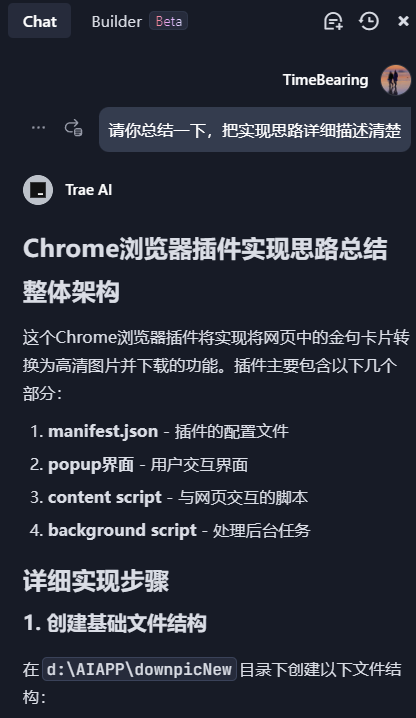 Chat Builder Beta
TimeBearing
请你总结一下，把实现思路详细描述清楚
Trae AI
Chrome浏览器插件实现思路总结
整体架构
这个Chrome浏览器插件将实现将网页中的金句卡片转
换为高清图片并下载的功能。插件主要包含以下几个
部分：
1. manifest.json - 插件的配置文件
2. popup界面 - 用户交互界面
3. content script - 与网页交互的脚本
4. background script - 处理后台任务
详细实现步骤
1. 创建基础文件结构
在 d:\AIAPP\downpicNew 目录下创建以下文件结
构：